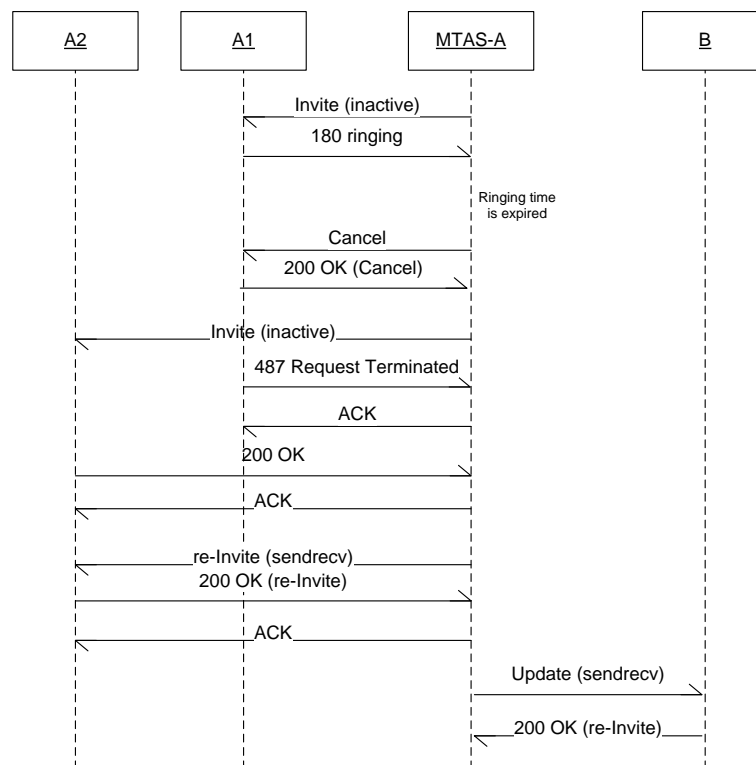 A2
A1
MTAS-A
B
Invite (inactive)
180 ringing
Ringing time
is expired
Cancel
200 OK (Cancel)
Invite (inactive)
487 Request Terminated
ACK
200 OK
ACK
re-Invite (sendrecv)
200 OK (re-Invite)
ACK
Update (sendrecv)
200 OK (re-Invite)